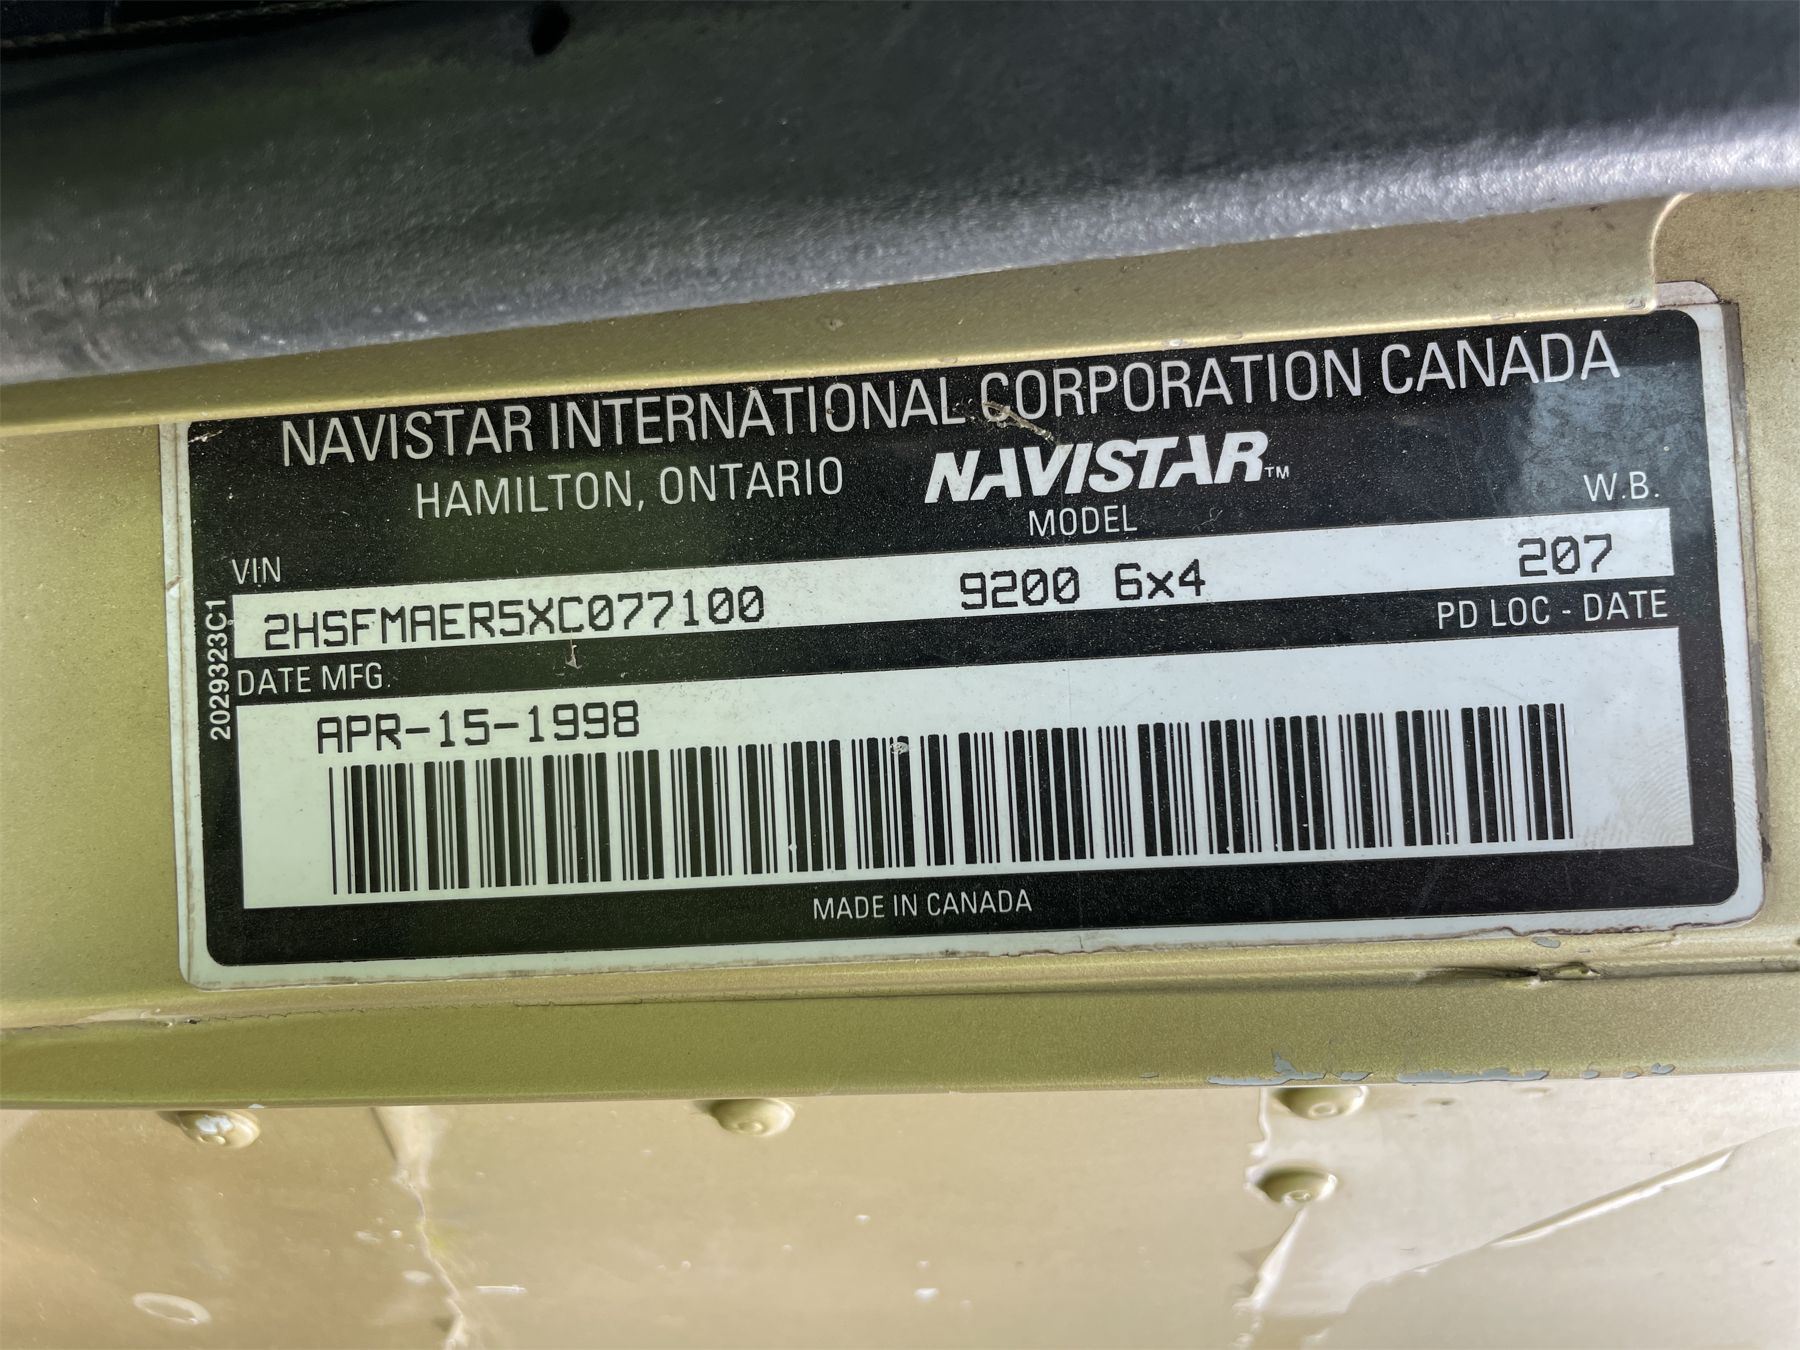 NAVISTAR INTERNATIONAL CORPORATION CANADA
HAMILTON, ONTARIO NAVISTAR™
VIN MODEL W.B.
2HSFMAER5XC077100 9200 6x4 207
DATE MFG. PD LOC - DATE
APR-15-1998
MADE IN CANADA
2029323C1